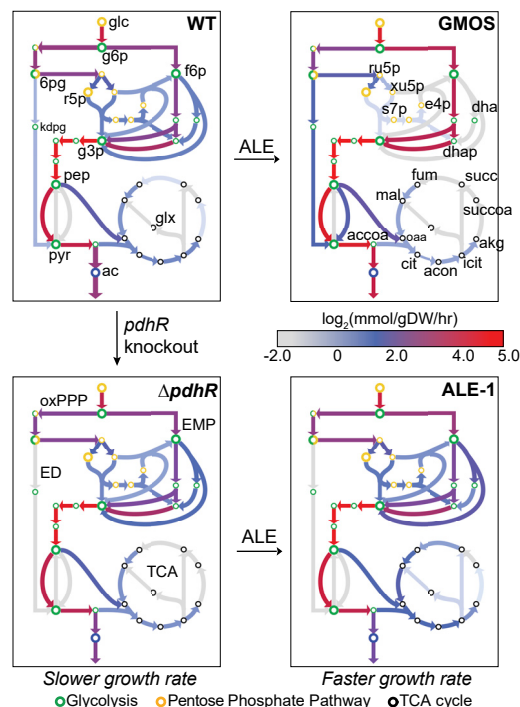 WT
glc
g6p
6pg
f6p
r5p
kdpg
g3p
pep
glx
pyr
ac
ALE
GMOS
ru5p
xu5p
s7p
e4p
dha
dhap
fum
succ
mal
succoa
accoa
oaa
akg
cit
icit
acon
pdhR
knockout
log2(mmol/gDW/hr)
-2.0 0 2.0 4.0 5.0
ΔpdhR
oxPPP
EMP
ED
TCA
ALE
ALE-1
Slower growth rate
Faster growth rate
Glycolysis Pentose Phosphate Pathway TCA cycle